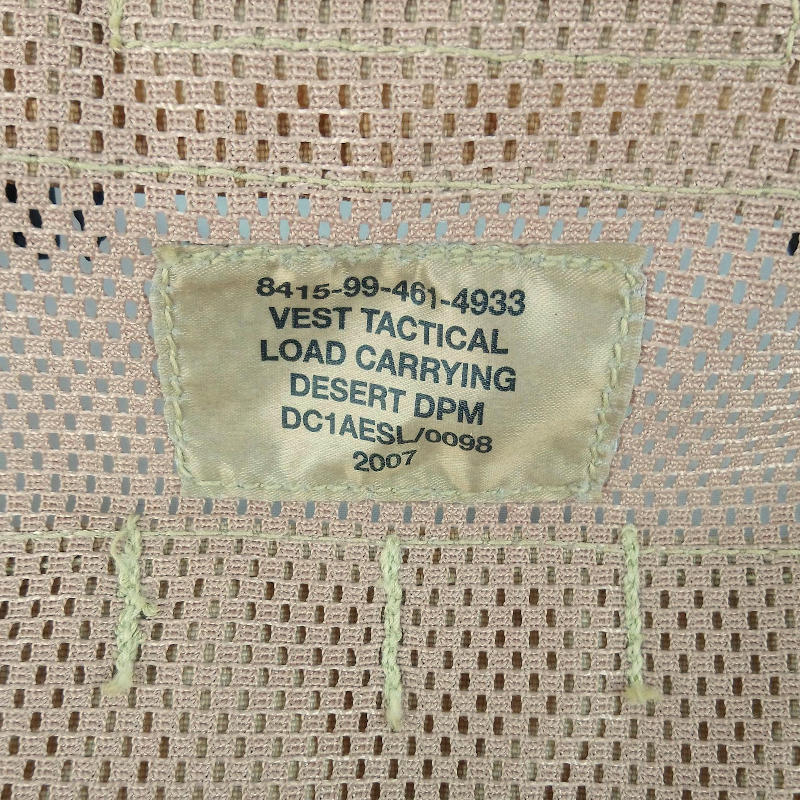 8415-99-461-4933
VEST TACTICAL
LOAD CARRYING
DESERT DPM
DC1AESL/0098
2007